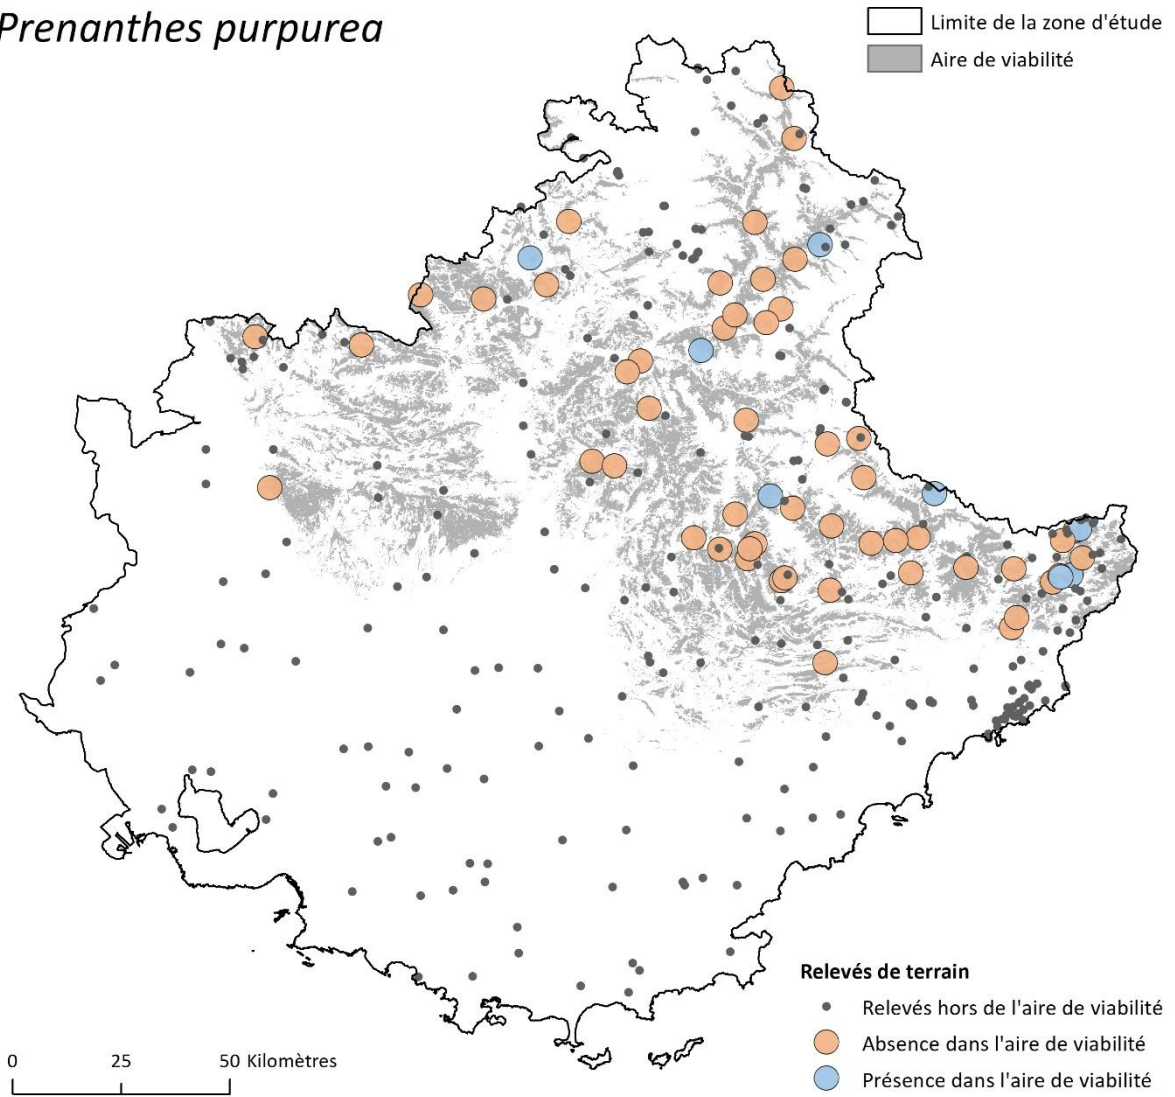 Prenanthes purpurea
Limite de la zone d'étude
Aire de viabilité
Relevés de terrain
Relevés hors de l'aire de viabilité
Absence dans l'aire de viabilité
Présence dans l'aire de viabilité
0 25 50 Kilomètres